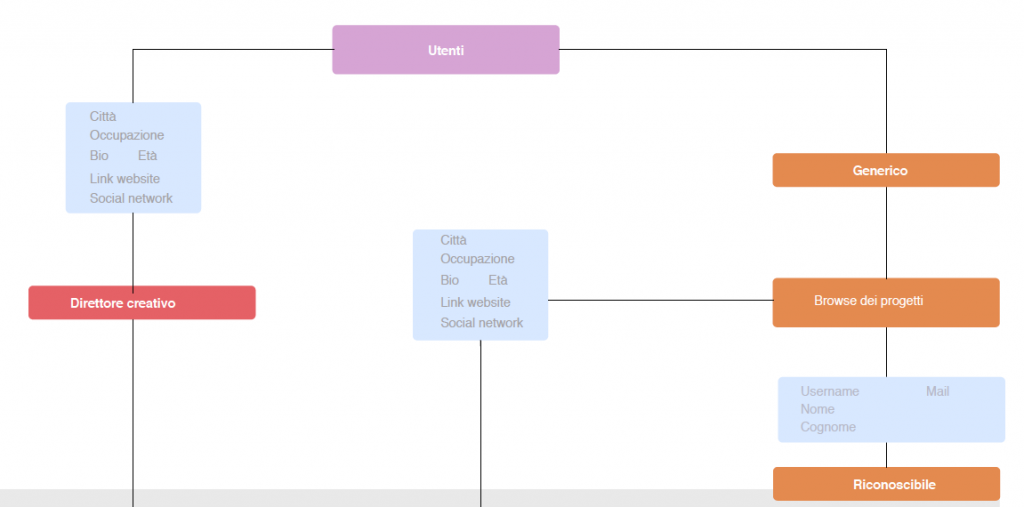 Utenti
Città
Occupazione
Bio Età
Link website
Social network
Direttore creativo
Città
Occupazione
Bio Età
Link website
Social network
Generico
Browse dei progetti
Username Mail
Nome
Cognome
Riconoscibile